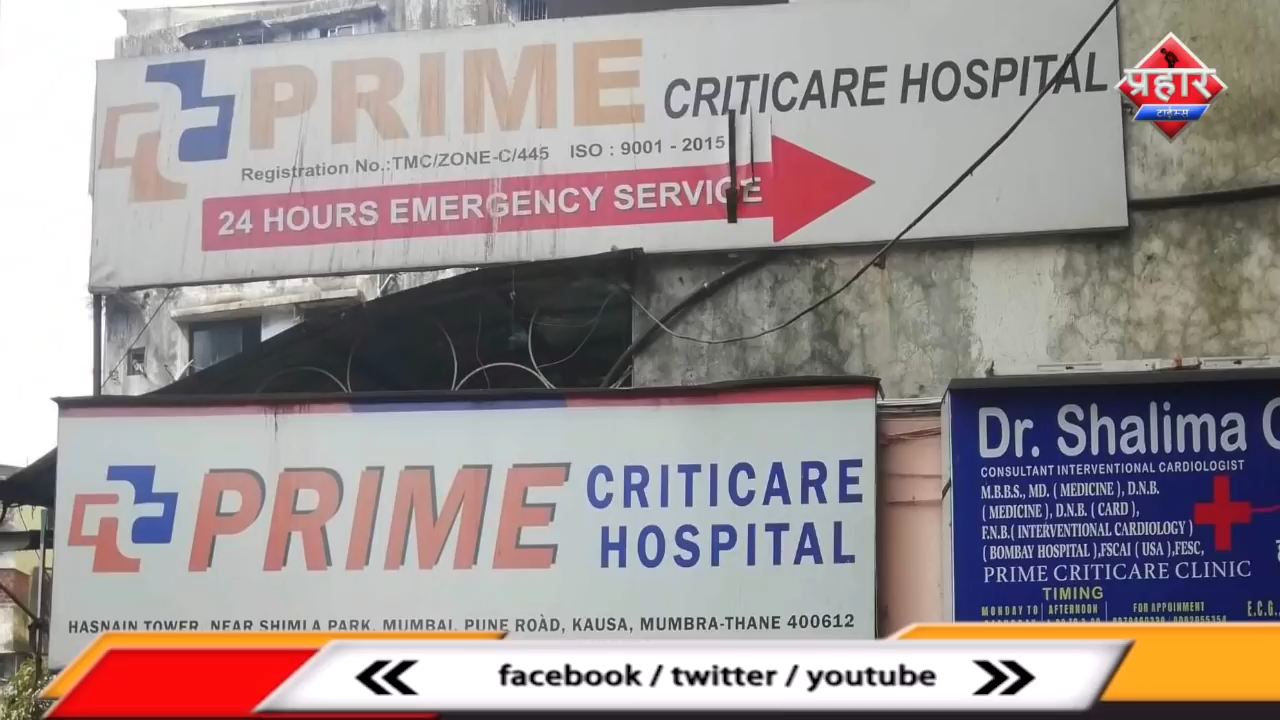 PRIME CRITICARE HOSPITAL
Registration No.:TMC/ZONE-C/445 ISO : 9001 - 2015
24 HOURS EMERGENCY SERVICE
प्रहार
टाईम्स
PRIME CRITICARE
HOSPITAL
HASNAIN TOWER, NEAR SHIMLA PARK, MUMBAI, PUNE ROAD, KAUSA, MUMBRA-THANE 400612
Dr. Shalima
CONSULTANT INTERVENTIONAL CARDIOLOGIST
M.B.B.S., MD. ( MEDICINE ), D.N.B.
( MEDICINE ), D.N.B. ( CARD ),
F.N.B.( INTERVENTIONAL CARDIOLOGY )
( BOMBAY HOSPITAL ),FSCAI ( USA ),FESC,
PRIME CRITICARE CLINIC
TIMING
MONDAY TO AFTERNOON FOR APPOINMENT E.C.G.
facebook / twitter / youtube